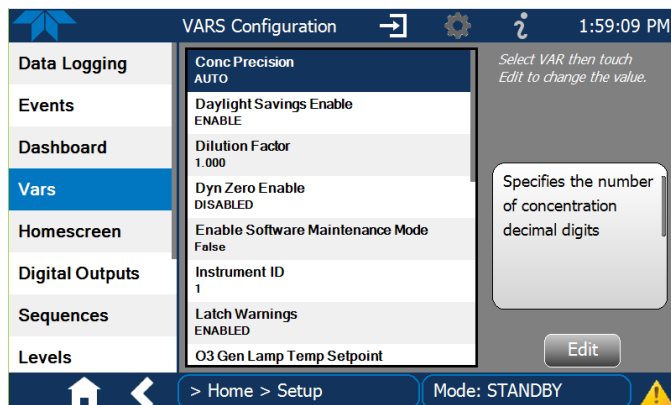 VARS Configuration
1:59:09 PM
Data Logging
Events
Dashboard
Vars
Homescreen
Digital Outputs
Sequences
Levels
Conc Precision
AUTO
Daylight Savings Enable
ENABLE
Dilution Factor
1.000
Dyn Zero Enable
DISABLED
Enable Software Maintenance Mode
False
Instrument ID
1
Latch Warnings
ENABLED
O3 Gen Lamp Temp Setpoint
Select VAR then touch
Edit to change the value.
Specifies the number
of concentration
decimal digits
Edit
> Home > Setup
Mode: STANDBY